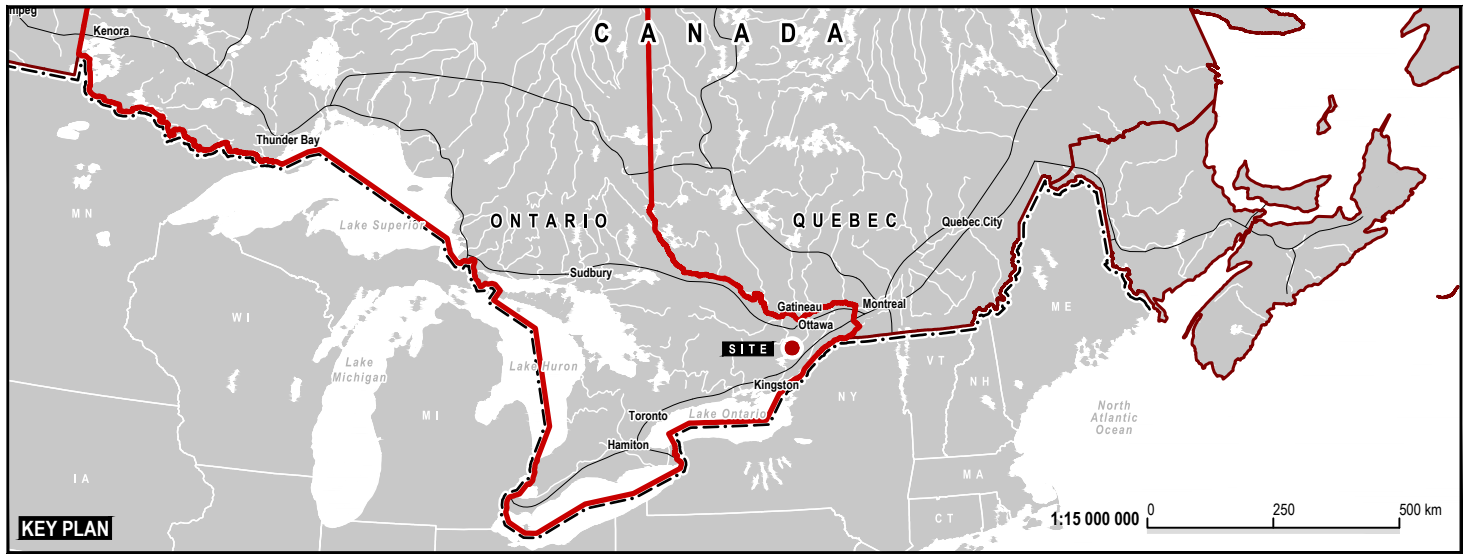 Kenora
C A N A D A
Thunder Bay
MN
Lake Superior
ONTARIO
QUEBEC
Quebec City
Sudbury
Gatineau
Montreal
Ottawa
WI
ME
SITE
Lake
Michigan
Lake Huron
VT
NH
Kingston
NY
MI
Toronto
Lake Ontario
North
Atlantic
Ocean
Hamiton
IA
MA
CT
KEY PLAN
1:15 000 000
0 250 500 km